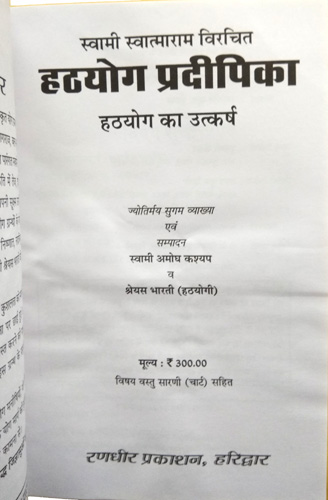 स्वामी स्वात्माराम विरचित
हठयोग प्रदीपिका
हठयोग का उत्कर्ष
ज्योतिर्मय सुगम व्याख्या
एवं
सम्पादन
स्वामी अमोघ कश्यप
व
श्रेयस भारती (हठयोगी)
मूल्य : ₹ 300.00
विषय वस्तु सारणी (चार्ट) सहित
रणधीर प्रकाशन, हरिद्वार